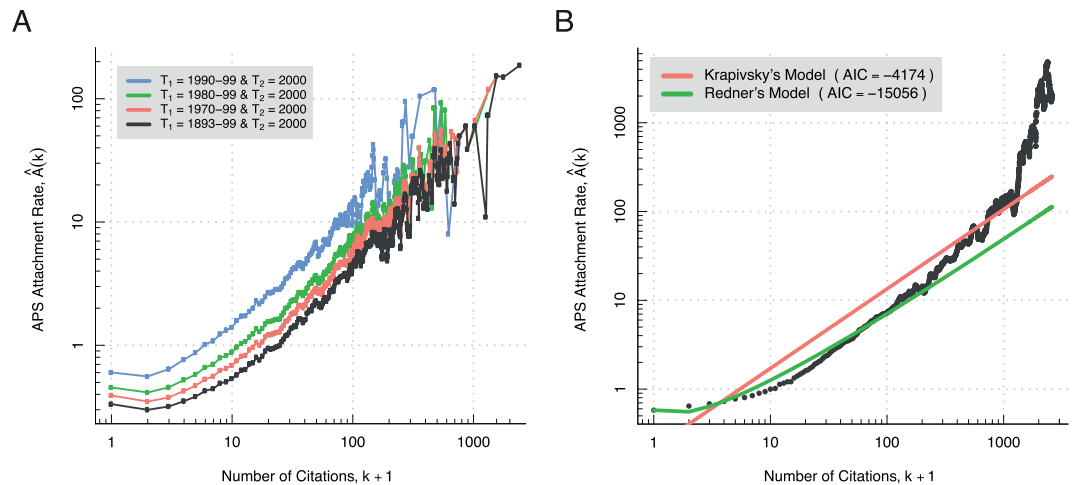 A
T₁ = 1990−99 & T₂ = 2000
T₁ = 1980−99 & T₂ = 2000
T₁ = 1970−99 & T₂ = 2000
T₁ = 1893−99 & T₂ = 2000
APS Attachment Rate, Â(k)
100
10
1
1 10 100 1000
Number of Citations, k + 1
B
Krapivsky's Model ( AIC = −4174 )
Redner's Model ( AIC = −15056 )
APS Attachment Rate, Â(k)
1000
100
10
1
1 10 100 1000
Number of Citations, k + 1